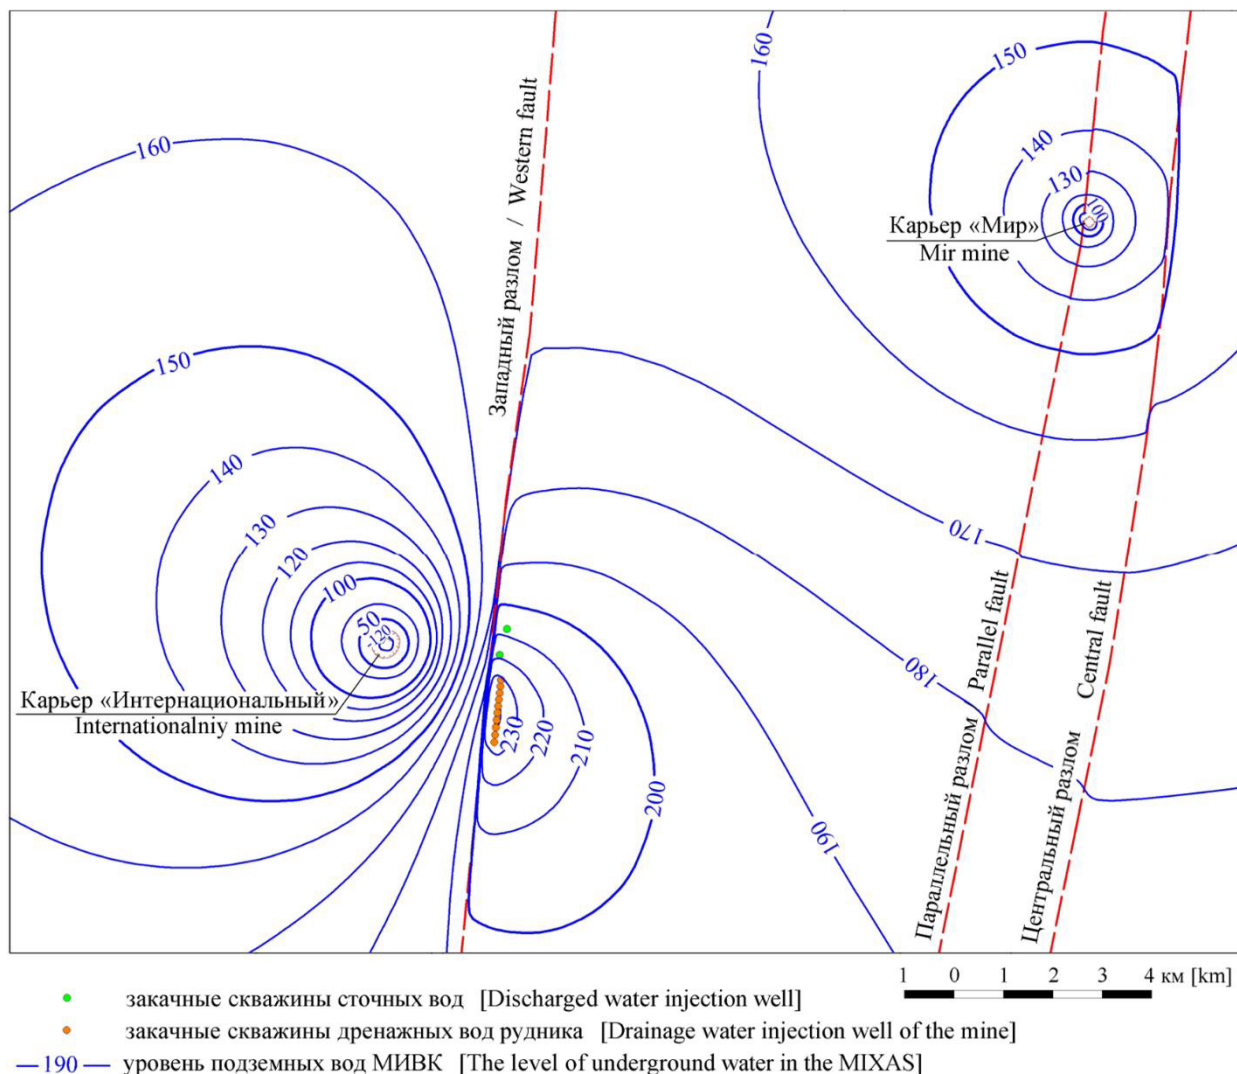 160
150
140
130
120
100
50
-120
Карьер «Интернациональный»
Internationalniy mine
Западный разлом / Western fault
160
150
140
130
100
Карьер «Мир»
Mir mine
170
180
190
200
210
220
230
Параллельный разлом Parallel fault
Центральный разлом Central fault
1 0 1 2 3 4 км [km]
закачные скважины сточных вод [Discharged water injection well]
закачные скважины дренажных вод рудника [Drainage water injection well of the mine]
190 уровень подземных вод МИВК [The level of underground water in the MIXAS]